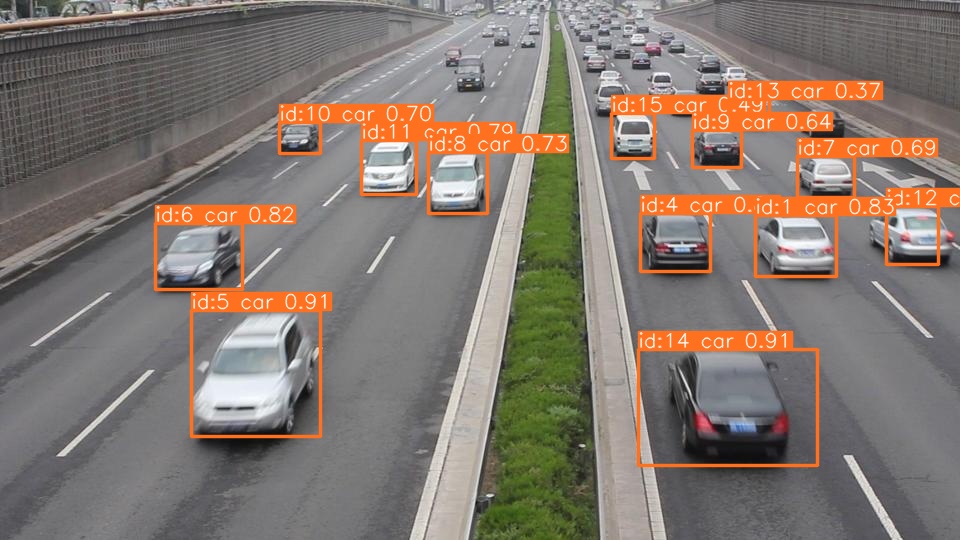 id:13 car 0.37
id:15 car 0.49
id:10 car 0.70
id:9 car 0.64
id:11 car 0.79
id:8 car 0.73
id:7 car 0.69
id:12 c
id:4 car 0.
id:1 car 0.83
id:6 car 0.82
id:5 car 0.91
id:14 car 0.91